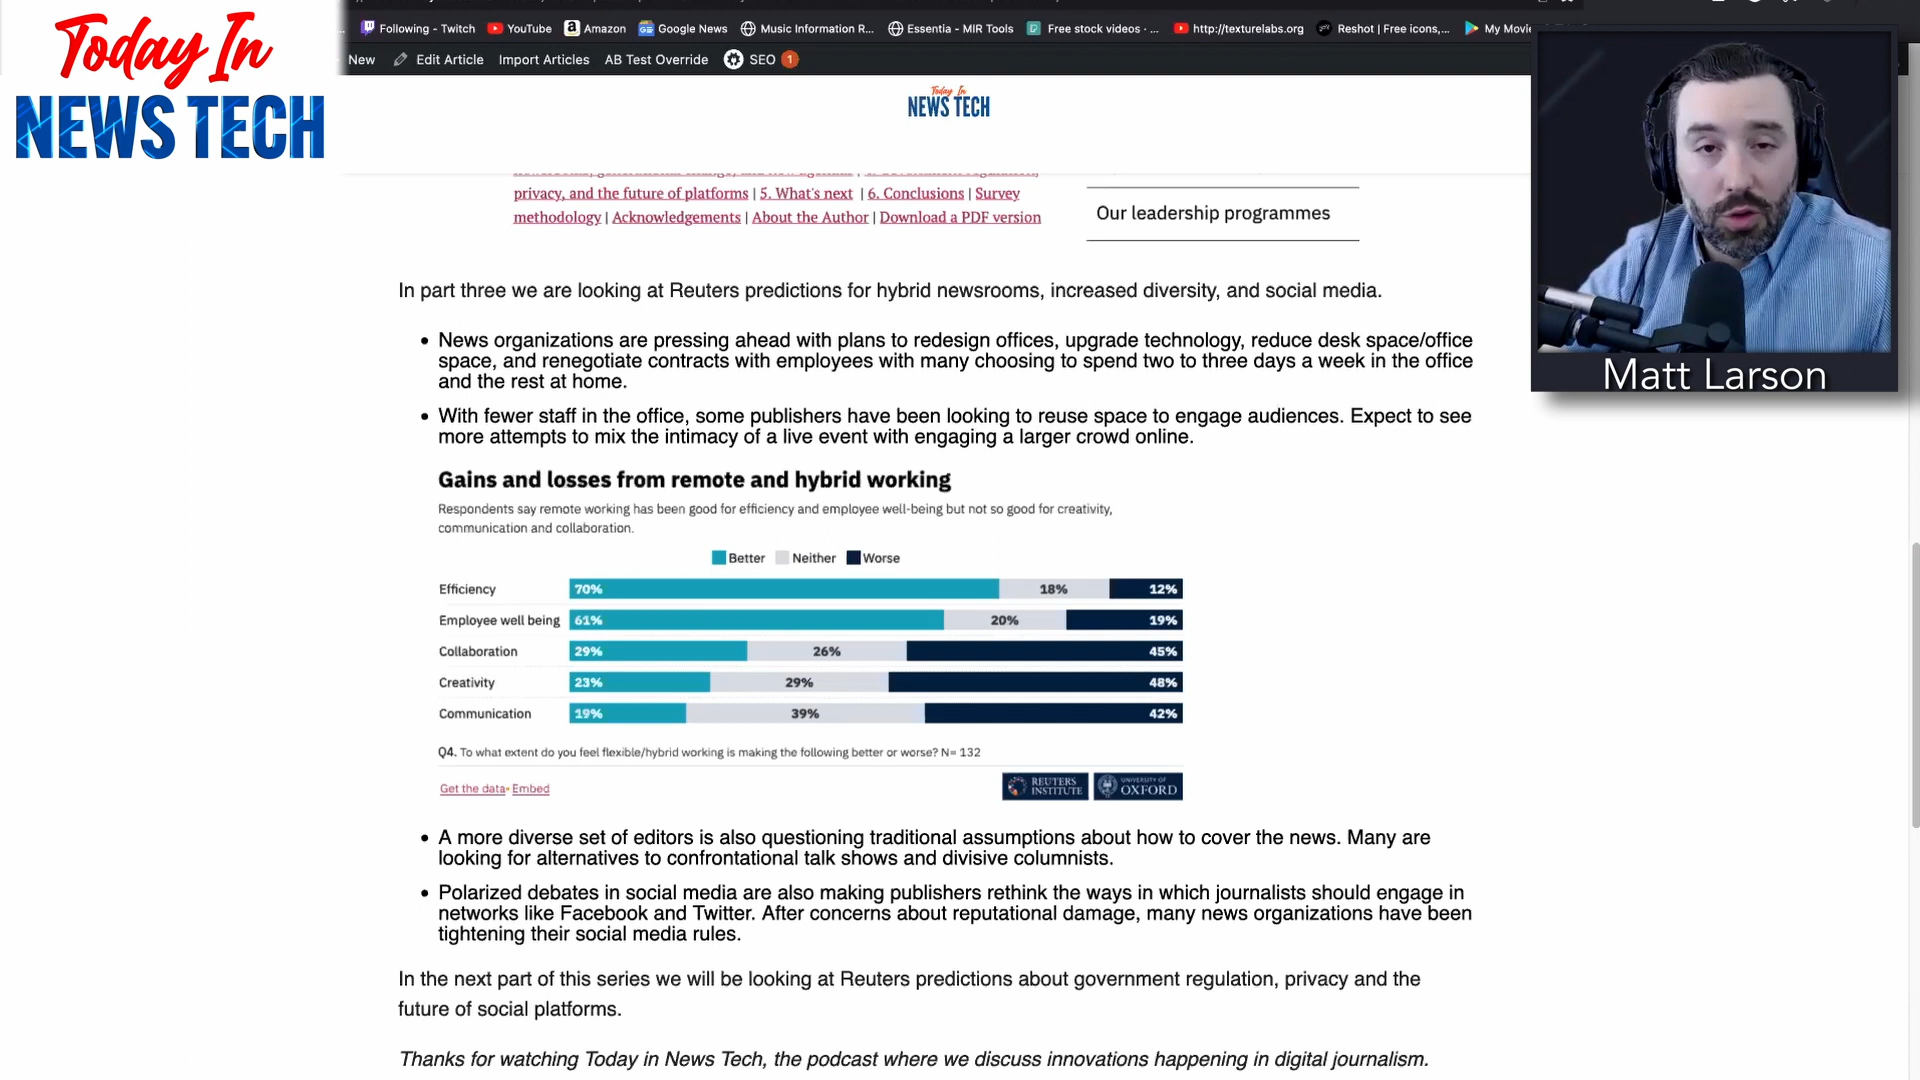 Today In
NEWS TECH
Following - Twitch
YouTube
Amazon
Google News
Music Information R...
Essentia - MIR Tools
Free stock videos · ...
http://texturelabs.org
Reshot | Free icons,...
My Movie
New
Edit Article
Import Articles
AB Test Override
SEO 1
Today In
NEWS TECH
privacy, and the future of platforms | 5. What's next | 6. Conclusions | Survey
methodology | Acknowledgements | About the Author | Download a PDF version
Our leadership programmes
Matt Larson
In part three we are looking at Reuters predictions for hybrid newsrooms, increased diversity, and social media.
• News organizations are pressing ahead with plans to redesign offices, upgrade technology, reduce desk space/office
space, and renegotiate contracts with employees with many choosing to spend two to three days a week in the office
and the rest at home.
• With fewer staff in the office, some publishers have been looking to reuse space to engage audiences. Expect to see
more attempts to mix the intimacy of a live event with engaging a larger crowd online.
Gains and losses from remote and hybrid working
Respondents say remote working has been good for efficiency and employee well-being but not so good for creativity,
communication and collaboration.
Better Neither Worse
Efficiency 70% 18% 12%
Employee well being 61% 20% 19%
Collaboration 29% 26% 45%
Creativity 23% 29% 48%
Communication 19% 39% 42%
Q4. To what extent do you feel flexible/hybrid working is making the following better or worse? N= 132
Get the data• Embed
REUTERS
INSTITUTE
UNIVERSITY OF
OXFORD
• A more diverse set of editors is also questioning traditional assumptions about how to cover the news. Many are
looking for alternatives to confrontational talk shows and divisive columnists.
• Polarized debates in social media are also making publishers rethink the ways in which journalists should engage in
networks like Facebook and Twitter. After concerns about reputational damage, many news organizations have been
tightening their social media rules.
In the next part of this series we will be looking at Reuters predictions about government regulation, privacy and the
future of social platforms.
Thanks for watching Today in News Tech, the podcast where we discuss innovations happening in digital journalism.